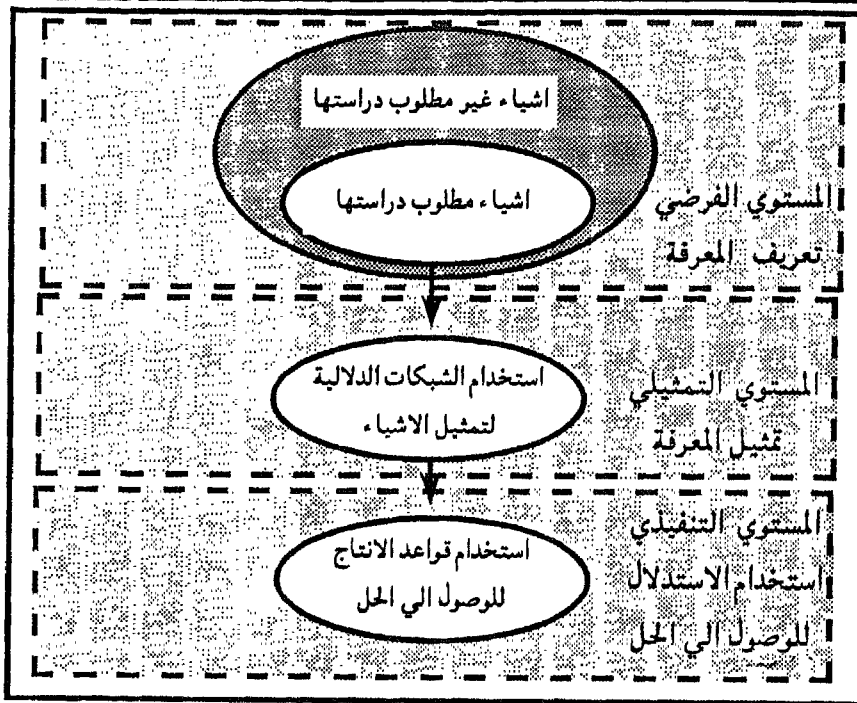 اشياء غير مطلوب دراستها
اشياء مطلوب دراستها
المستوي الفرضي
تعريف المعرفة
استخدام الشبكات الدلالية
لتمثيل الاشياء
المستوي التمثيلي
تمثيل المعرفة
استخدام قواعد الانتاج
للوصول الي الحل
المستوي التنفيذي
استخدام الاستدلال
للوصول الي الحل